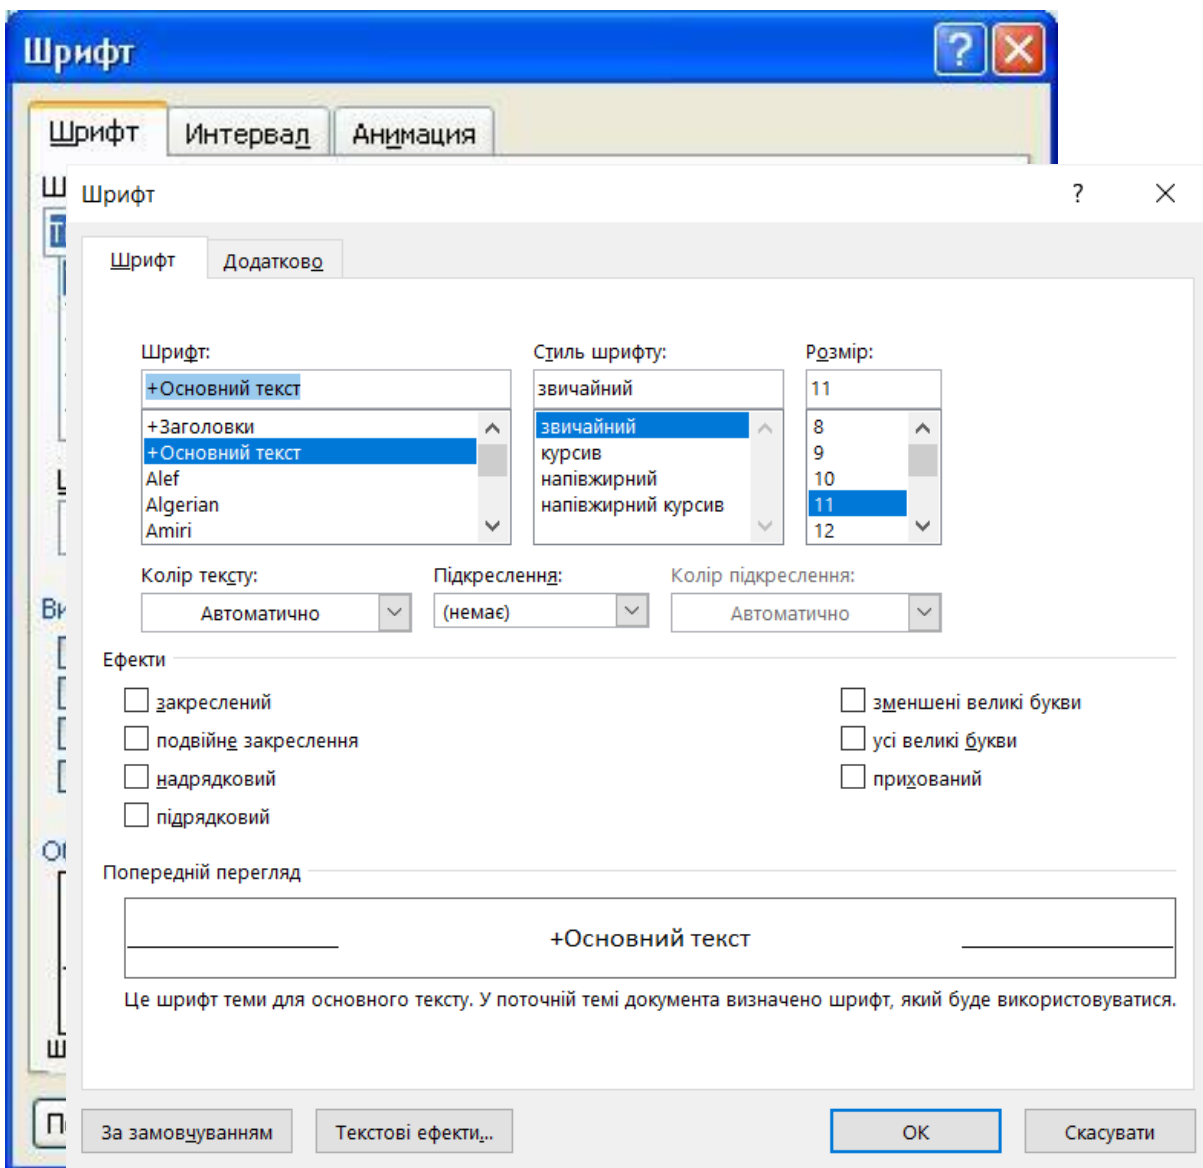 Шрифт
Шрифт Интервал Анимация
Шрифт ?
Шрифт Додатково
Шрифт: Стиль шрифту: Розмір:
+Основний текст звичайний 11
+Заголовки звичайний 8
+Основний текст курсив 9
Alef напівжирний 10
Algerian напівжирний курсив 11
Amiri 12
Колір тексту: Підкреслення: Колір підкреслення:
Автоматично (немає) Автоматично
Ефекти
закреслений зменшені великі букви
подвійне закреслення усі великі букви
надрядковий прихований
підрядковий
Попередній перегляд
+Основний текст
Це шрифт теми для основного тексту. У поточній темі документа визначено шрифт, який буде використовуватися.
За замовчуванням Текстові ефекти... ОК Скасувати